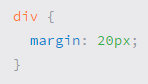 div {
  margin: 20px;
}